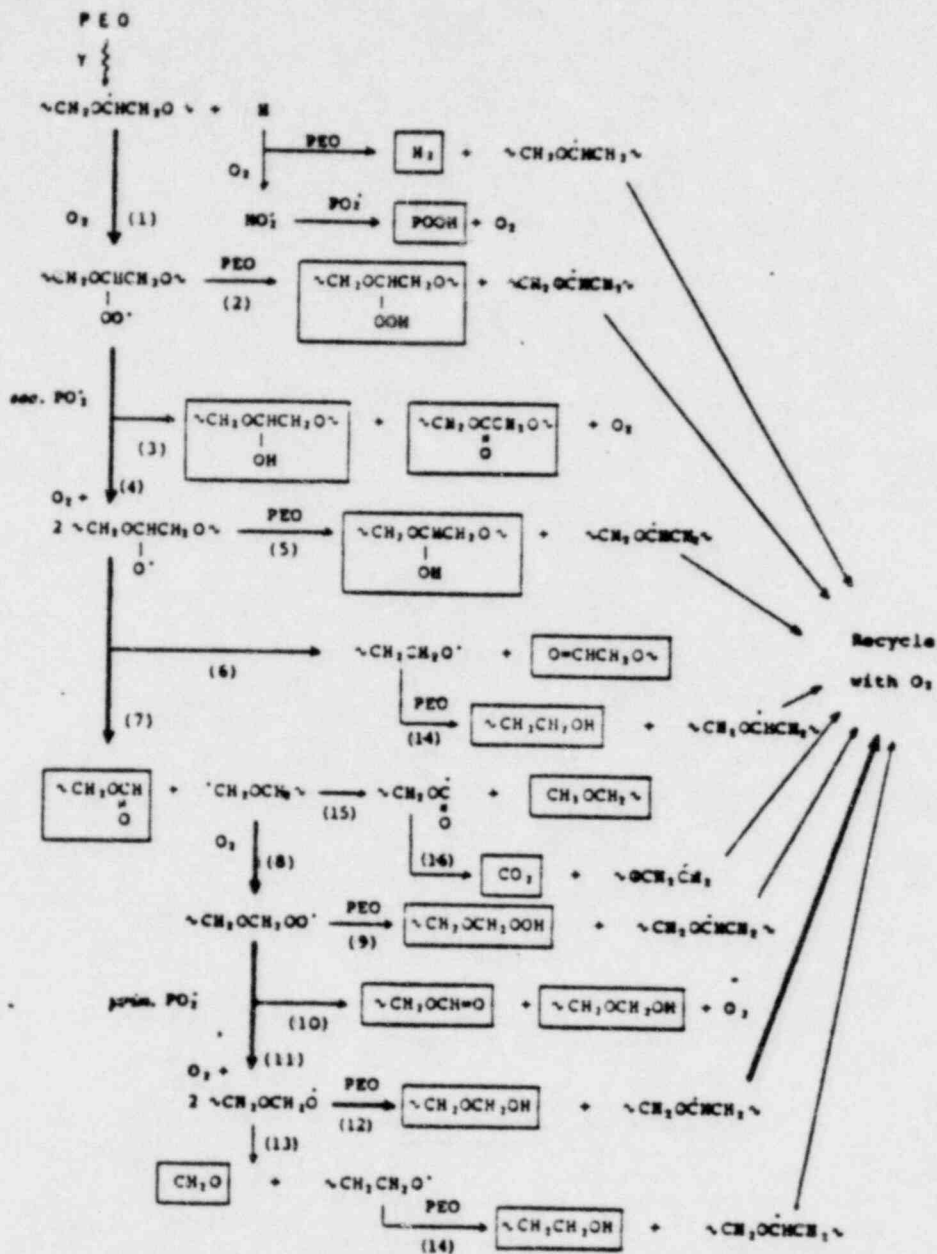 PEO
γ
~CH₂OĊHCH₂O ~ + H
PEO
H₂ + ~CH₂OĊHCH₂~
O₂
O₂ (1)
HO₂˙ PO₂˙ POOH + O₂
~CH₂OCHCH₂O~ PEO ~CH₂OCHCH₂O~ + ~CH₂OĊHCH₂~
OO˙ (2) OOH
sec. PO₂˙
~CH₂OCHCH₂O~ + ~CH₂OCCH₂O~ + O₂
(3) OH O
(4)
O₂ +
2 ~CH₂OCHCH₂O~ PEO ~CH₂OCHCH₂O~ + ~CH₂OĊHCH₂~
O˙ (5) OH
Recycle
with O₂
~CH₂CH₂O˙ + O=CHCH₂O~
(6)
(7) PEO
(14) ~CH₂CH₂OH + ~CH₂OĊHCH₂~
~CH₂OCH + ˙CH₂OCH₂~ (15) ~CH₂OĊ + CH₃OCH₂~
O O
O₂ (8) (16) CO₂ + ~OCH₂ĊH₂
~CH₂OCH₂OO˙ PEO ~CH₂OCH₂OOH + ~CH₂OĊHCH₂~
(9)
prim. PO₂˙
(10) ~CH₂OCH=O + ~CH₂OCH₂OH + O₂
(11)
O₂ +
2 ~CH₂OCH₂Ȯ PEO ~CH₂OCH₂OH + ~CH₂OĊHCH₂~
(12)
(13)
CH₂O + ~CH₂CH₂O˙
PEO
(14) ~CH₂CH₂OH + ~CH₂OĊHCH₂~